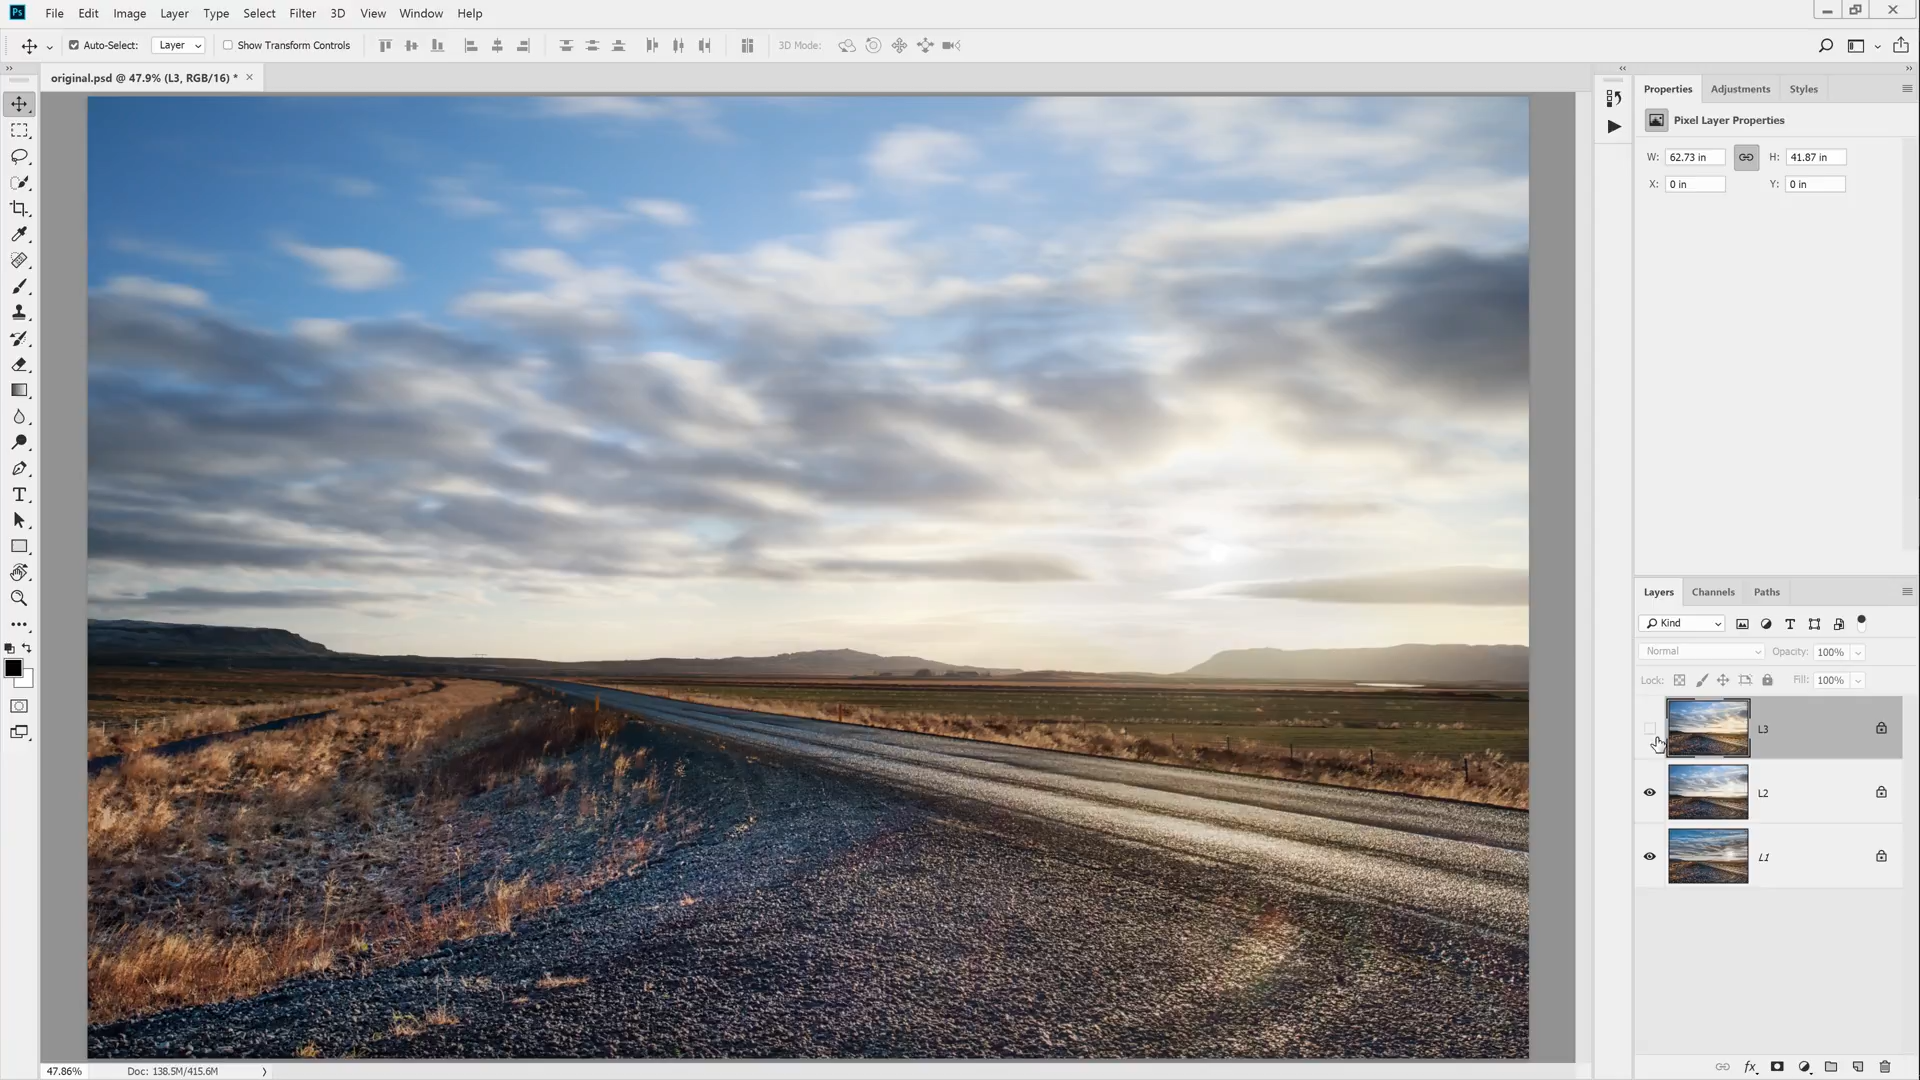 Ps File Edit Image Layer Type Select Filter 3D View Window Help
Auto-Select: Layer Show Transform Controls 3D Mode:
original.psd @ 47.9% (L3, RGB/16) * ×
Properties Adjustments Styles
Pixel Layer Properties
W: 62.73 in H: 41.87 in
X: 0 in Y: 0 in
Layers Channels Paths
Kind
Normal Opacity: 100%
Lock: Fill: 100%
L3
L2
L1
fx
47.86% Doc: 138.5M/415.6M